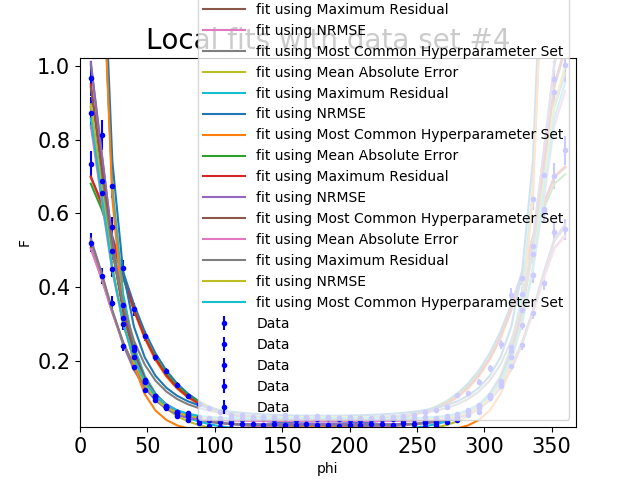 fit using Maximum Residual
Local fits with data set #4
fit using NRMSE
fit using Most Common Hyperparameter Set
fit using Mean Absolute Error
fit using Maximum Residual
fit using NRMSE
fit using Most Common Hyperparameter Set
fit using Mean Absolute Error
fit using Maximum Residual
fit using NRMSE
fit using Most Common Hyperparameter Set
fit using Mean Absolute Error
fit using Maximum Residual
fit using NRMSE
fit using Most Common Hyperparameter Set
Data
Data
Data
Data
Data
1.0
0.8
0.6
0.4
0.2
F
0 50 100 150 200 250 300 350
phi